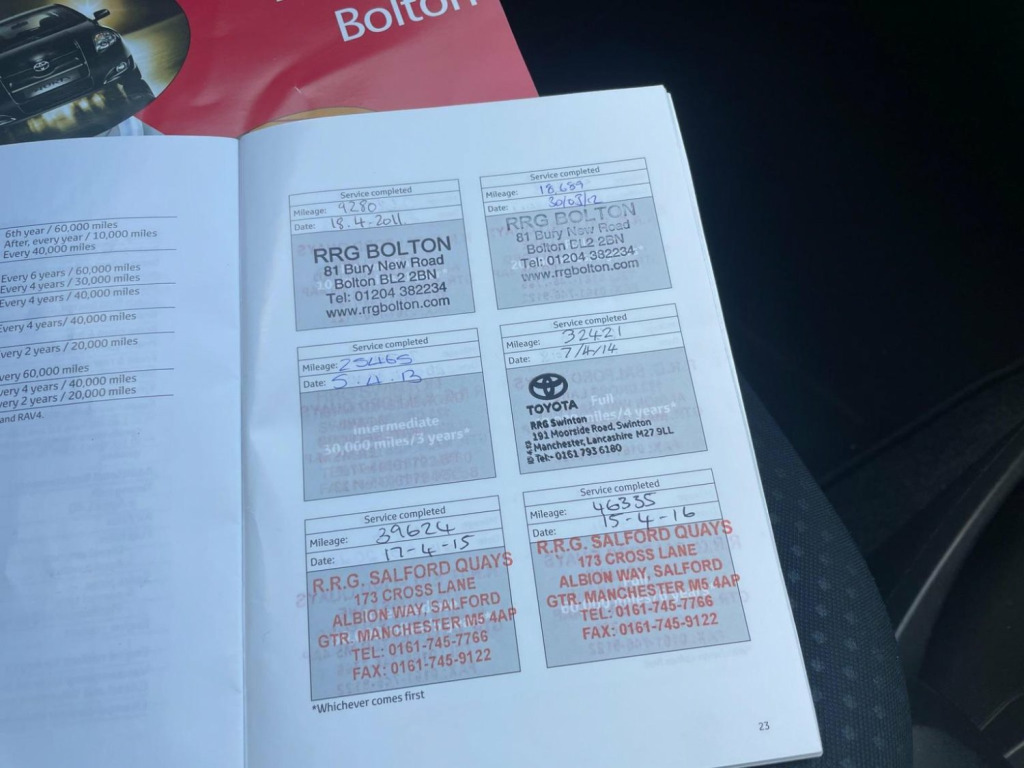 Bolton
6th year / 60,000 miles
After, every year / 10,000 miles
Every 40,000 miles
Every 6 years / 60,000 miles
Every 4 years / 30,000 miles
Every 4 years / 40,000 miles
Every 4 years/ 40,000 miles
very 2 years / 20,000 miles
very 60,000 miles
very 4 years / 40,000 miles
very 2 years / 20,000 miles
and RAV4.
Service completed
Mileage: 9280
Date: 18.4.2011
RRG BOLTON
81 Bury New Road
Bolton BL2 2BN
Tel: 01204 382234
www.rrgbolton.com
Service completed
Mileage: 18,689
Date: 30/03/12
RRG BOLTON
81 Bury New Road
Bolton BL2 2BN
Tel: 01204 382234
www.rrgbolton.com
Service completed
Mileage: 25465
Date: 5.4.13
Intermediate
30,000 miles/3 years*
Service completed
Mileage: 32421
Date: 7/4/14
Full
miles/4 years*
TOYOTA
RRG Swinton
191 Moorside Road, Swinton
Manchester, Lancashire M27 9LL
Tel:- 0161 793 6180
Service completed
Mileage: 39624
Date: 17-4-15
R.R.G. SALFORD QUAYS
173 CROSS LANE
ALBION WAY, SALFORD
GTR. MANCHESTER M5 4AP
TEL: 0161-745-7766
FAX: 0161-745-9122
Service completed
Mileage: 46335
Date: 15-4-16
R.R.G. SALFORD QUAYS
173 CROSS LANE
ALBION WAY, SALFORD
GTR. MANCHESTER M5 4AP
TEL: 0161-745-7766
FAX: 0161-745-9122
*Whichever comes first
23